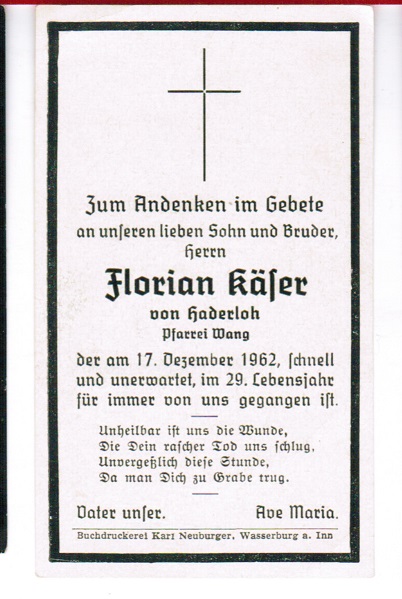 Zum Andenken im Gebete
an unſeren lieben Sohn und Bruder,
Herrn
Florian Käſer
von Haderloh
Pfarrei Wang
der am 17. Dezember 1962, ſchnell
und unerwartet, im 29. Lebensjahr
für immer von uns gegangen iſt.
Unheilbar iſt uns die Wunde,
Die Dein raſcher Tod uns ſchlug,
Unvergeßlich dieſe Stunde,
Da man Dich zu Grabe trug.
Vater unſer. Ave Maria.
Buchdruckerei Karl Neuburger, Wasserburg a. Inn